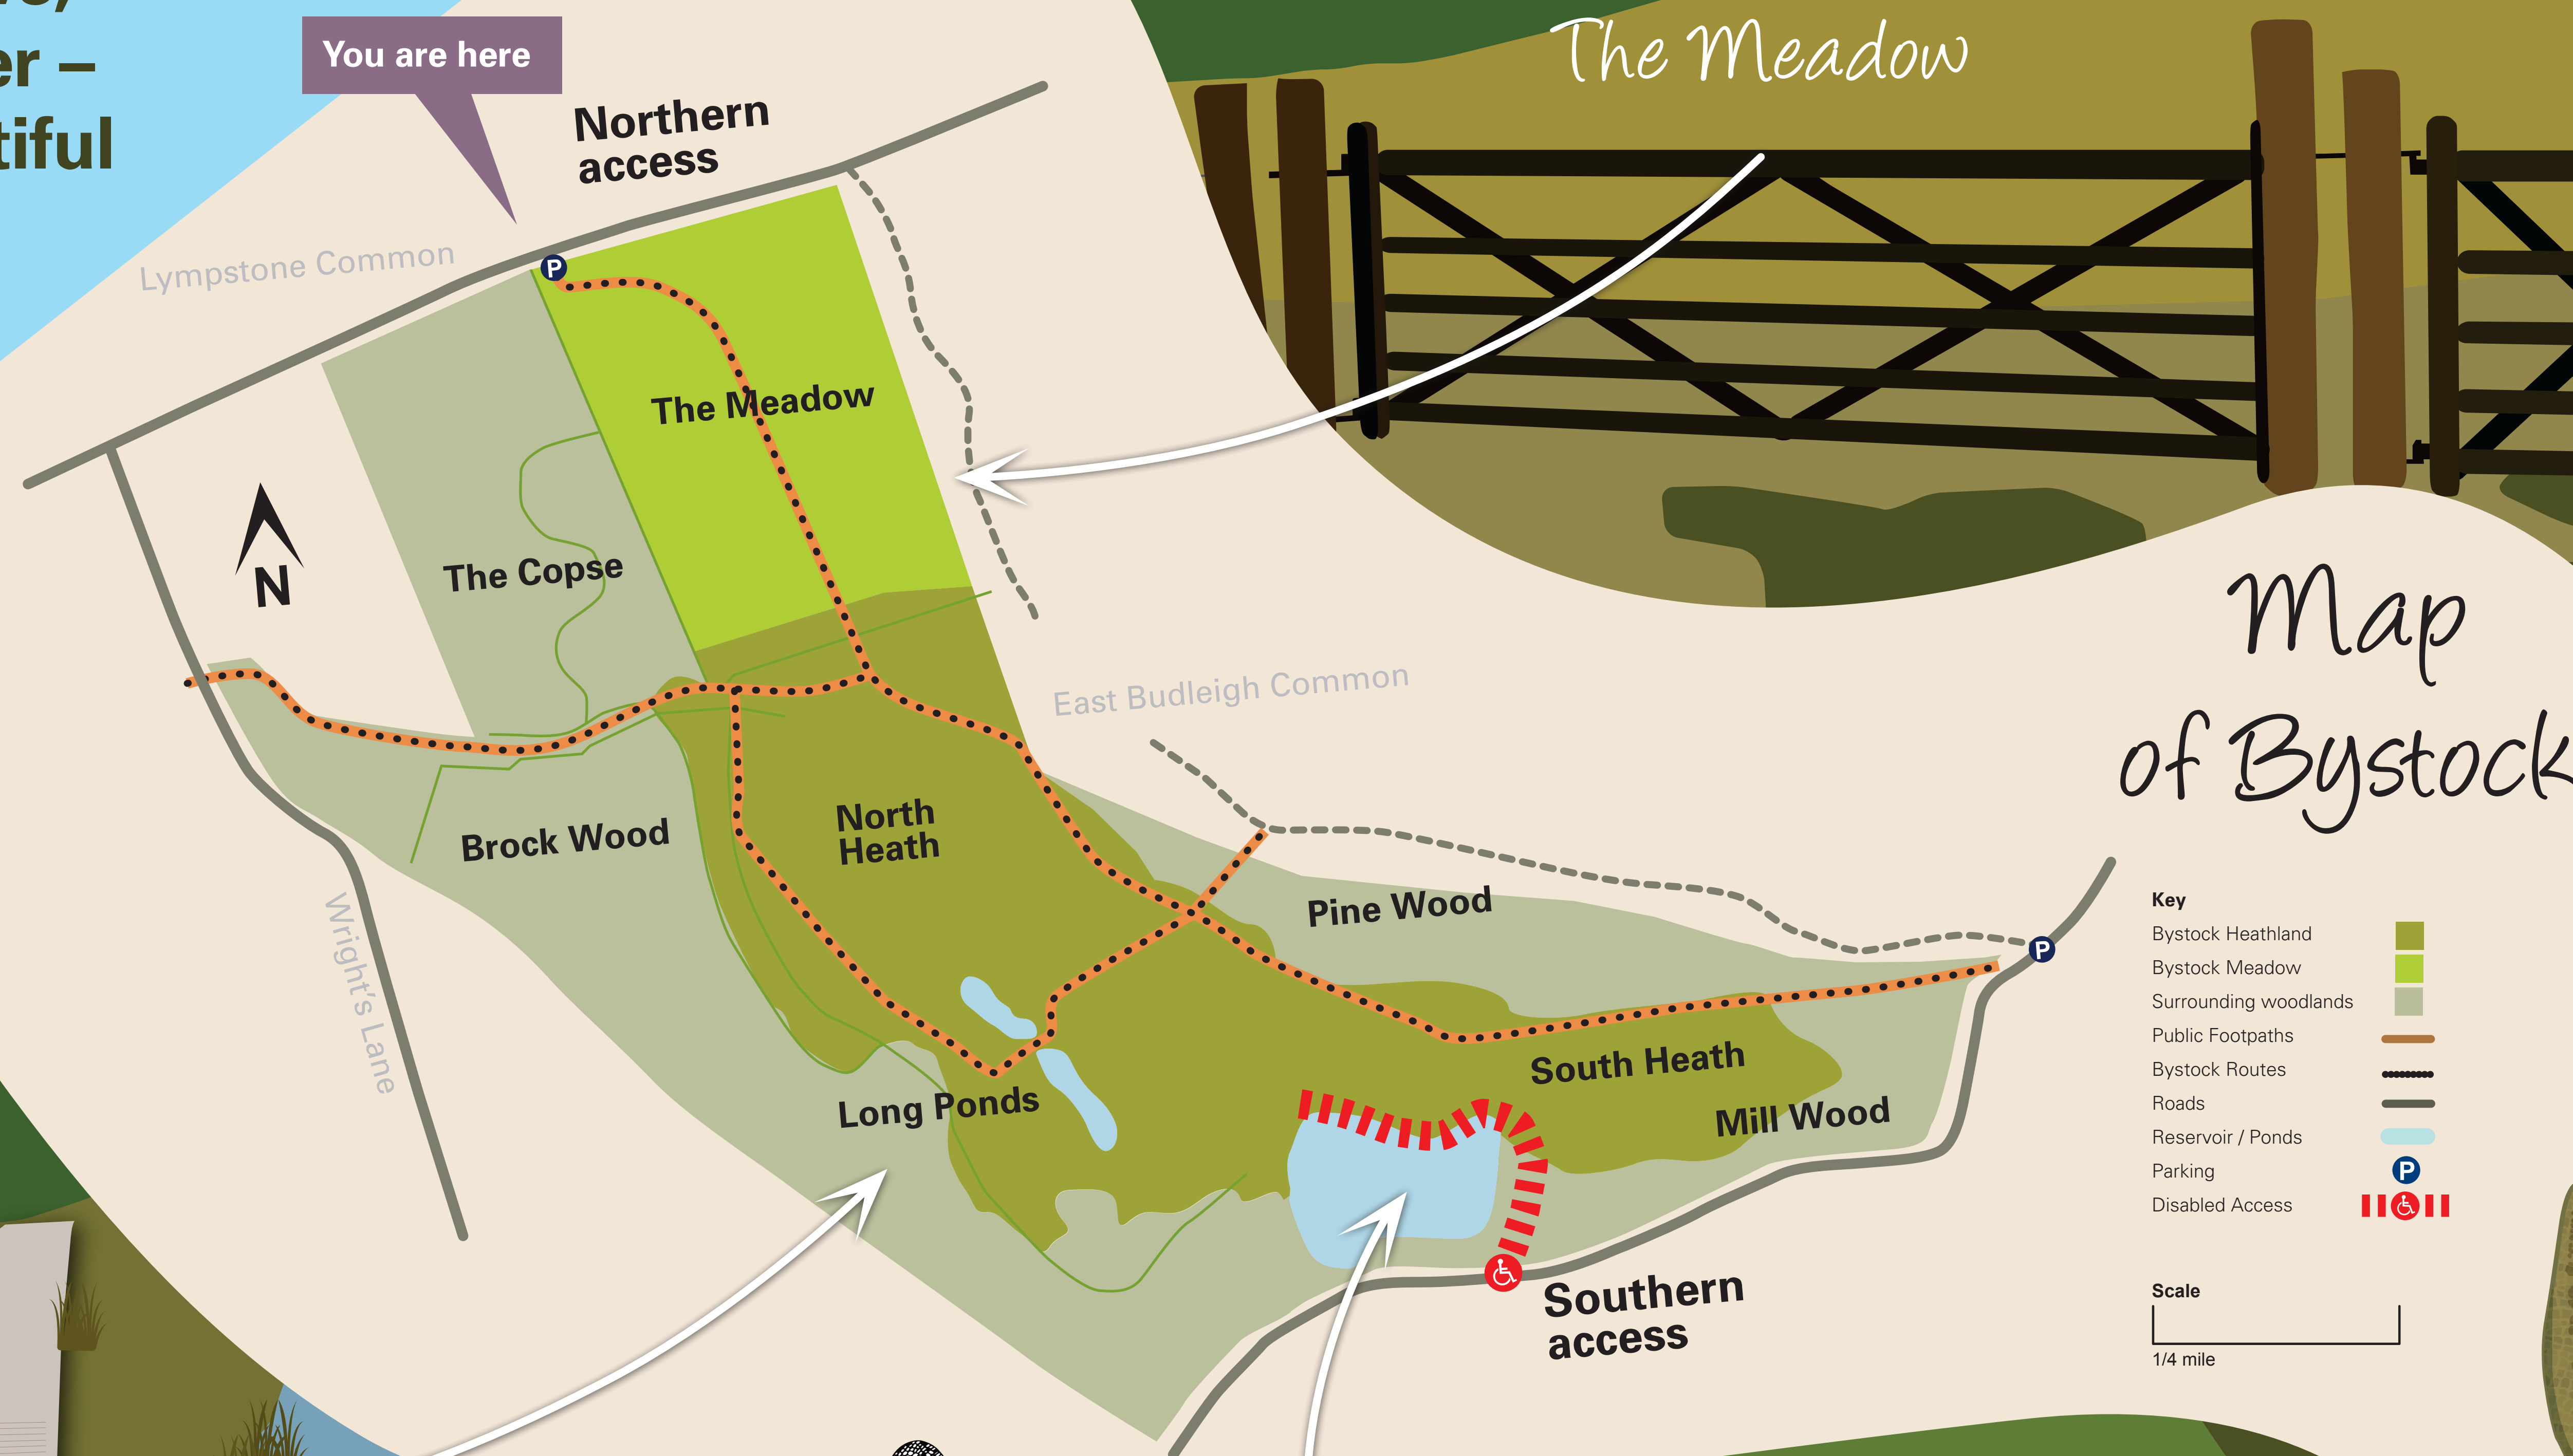 er –
tiful
You are here
Northern
access
The Meadow
Lympstone Common
P
The Meadow
The Copse
N
East Budleigh Common
Map
of Bystock
Brock Wood
North
Heath
Pine Wood
P
Wright's Lane
Long Ponds
South Heath
Mill Wood
Southern
access
Key
Bystock Heathland
Bystock Meadow
Surrounding woodlands
Public Footpaths
Bystock Routes
Roads
Reservoir / Ponds
Parking P
Disabled Access
Scale
1/4 mile